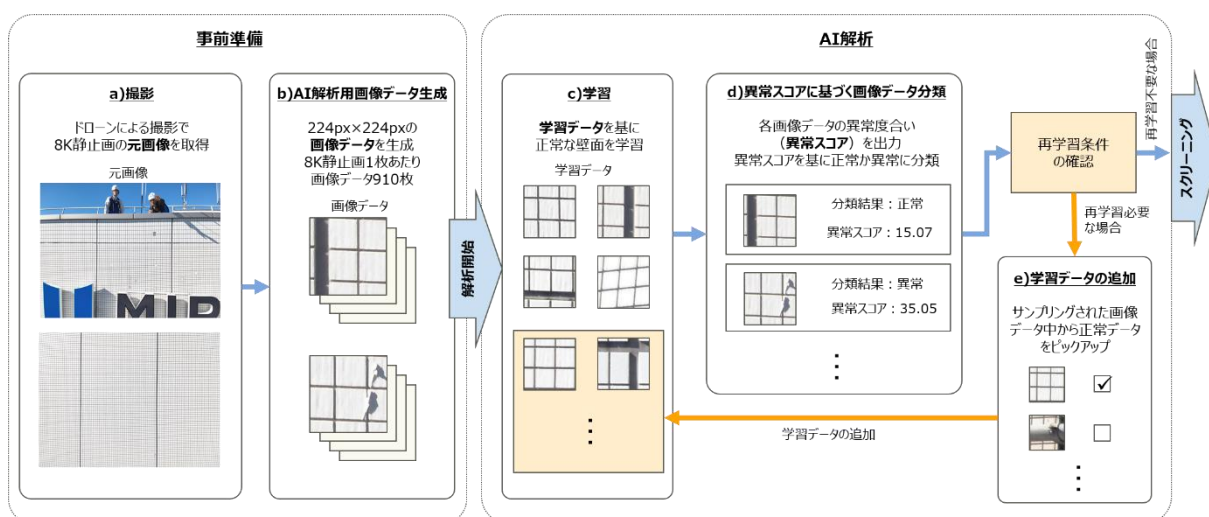 事前準備
a)撮影
ドローンによる撮影で
8K静止画の元画像を取得
元画像
MIR
b)AI解析用画像データ生成
224px×224pxの
画像データを生成
8K静止画1枚あたり
画像データ910枚
画像データ
解析開始
AI解析
c)学習
学習データを基に
正常な壁面を学習
学習データ
d)異常スコアに基づく画像データ分類
各画像データの異常度合い
(異常スコア)を出力
異常スコアを基に正常か異常に分類
分類結果:正常
異常スコア:15.07
分類結果:異常
異常スコア:35.05
再学習条件
の確認
再学習不要な場合
スクリーニング
再学習必要
な場合
e)学習データの追加
サンプリングされた画像
データ中から正常データ
をピックアップ
学習データの追加